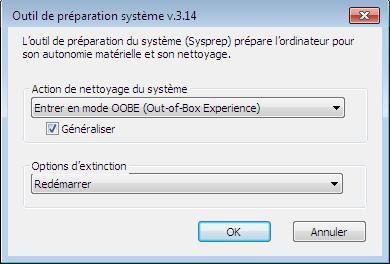 Outil de préparation système v.3.14
L'outil de préparation du système (Sysprep) prépare l'ordinateur pour
son autonomie matérielle et son nettoyage.
Action de nettoyage du système
Entrer en mode OOBE (Out-of-Box Experience)
Généraliser
Options d'extinction
Redémarrer
OK
Annuler